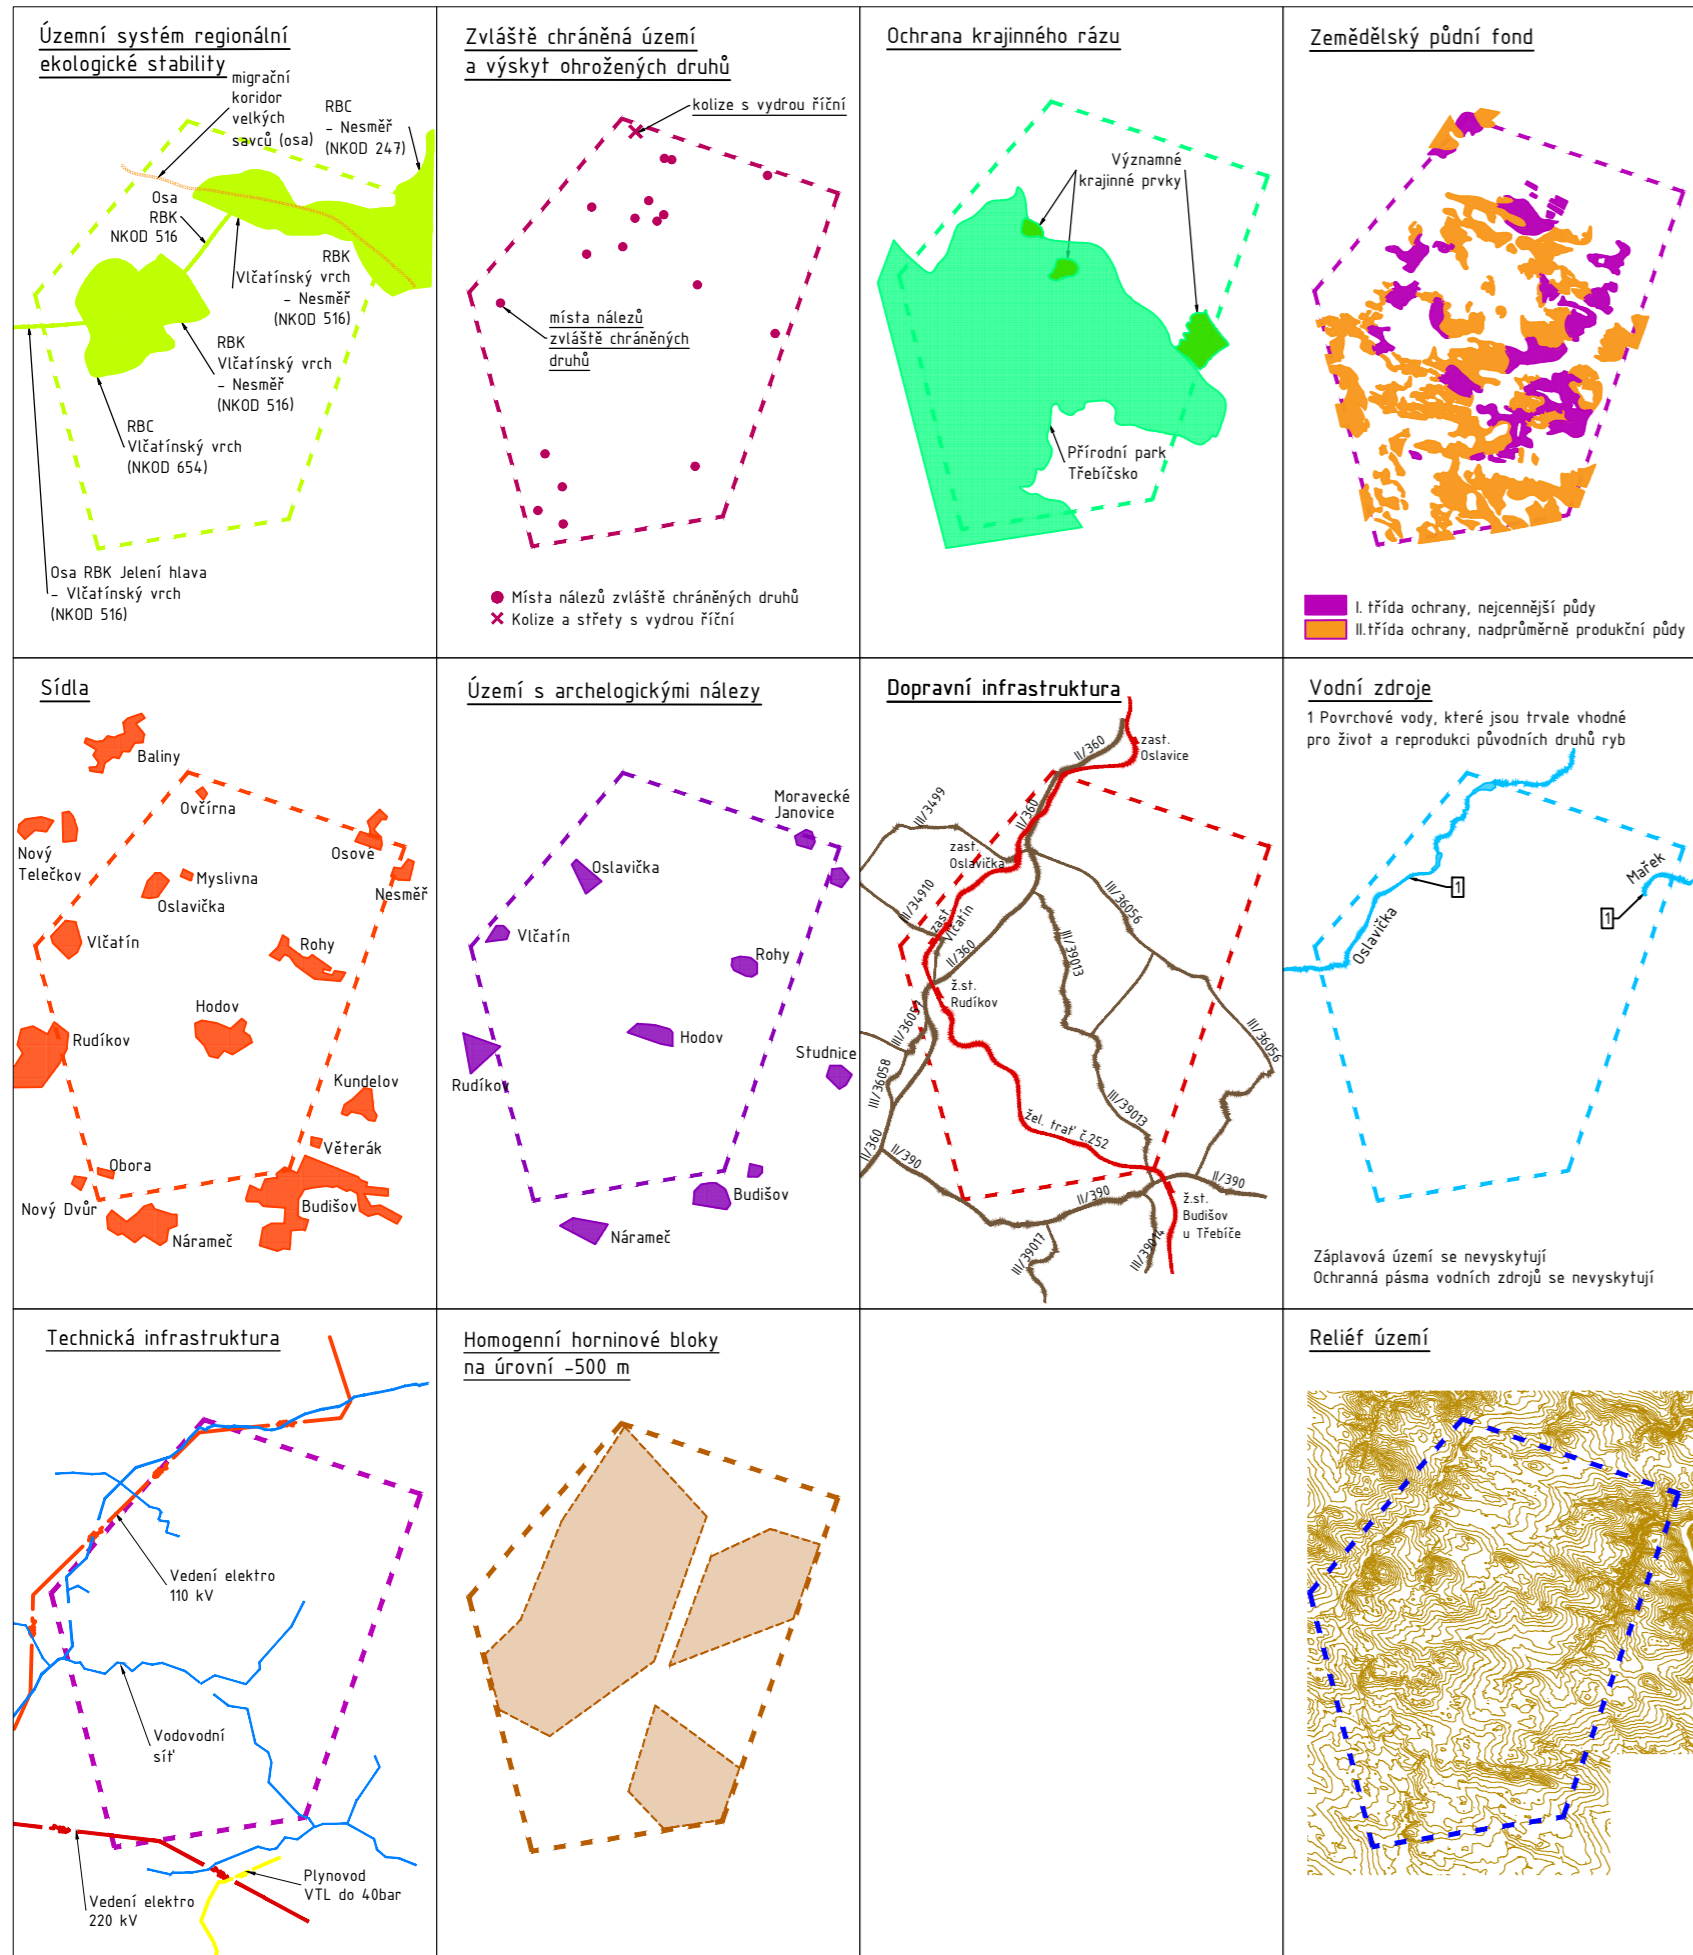 Územní systém regionální
ekologické stability
migrační
koridor
velkých
savců (osa)
RBC
- Nesměř
(NKOD 247)
Osa
RBK
NKOD 516
RBK
Vlčatínský vrch
- Nesměř
(NKOD 516)
RBK
Vlčatínský vrch
- Nesměř
(NKOD 516)
RBC
Vlčatínský vrch
(NKOD 654)
Osa RBK Jelení hlava
- Vlčatínský vrch
(NKOD 516)
Zvláště chráněná území
a výskyt ohrožených druhů
kolize s vydrou říční
místa nálezů
zvláště chráněných
druhů
Místa nálezů zvláště chráněných druhů
Kolize a střety s vydrou říční
Ochrana krajinného rázu
Významné
krajinné prvky
Přírodní park
Třebíčsko
Zemědělský půdní fond
I. třída ochrany, nejcennější půdy
II.třída ochrany, nadprůměrně produkční půdy
Sídla
Baliny
Ovčírna
Nový
Telečkov
Osové
Myslivna
Nesměř
Oslavička
Vlčatín
Rohy
Hodov
Rudíkov
Kundelov
Věterák
Obora
Nový Dvůr
Budišov
Náramеč
Území s archelogickými nálezy
Moravecké
Janovice
Oslavička
Vlčatín
Rohy
Hodov
Studnice
Rudíkov
Budišov
Nárameč
Dopravní infrastruktura
II/360
zast.
Oslavice
III/3499
II/360
zast.
Oslavička
III/36056
II/34910
zast.
Vlčatín
II/360
III/39013
ž.st.
Rudíkov
III/36057
III/36056
III/36058
III/39013
žel. trať č.252
II/360
II/390
II/390
II/390
ž.st.
Budišov
u Třebíče
III/39017
III/39014
Vodní zdroje
1 Povrchové vody, které jsou trvale vhodné
pro život a reprodukci původních druhů ryb
Mařek
1
1
Oslavička
Záplavová území se nevyskytují
Ochranná pásma vodních zdrojů se nevyskytují
Technická infrastruktura
Vedení elektro
110 kV
Vodovodní
síť
Plynovod
VTL do 40bar
Vedení elektro
220 kV
Homogenní horninové bloky
na úrovní -500 m
Reliéf území